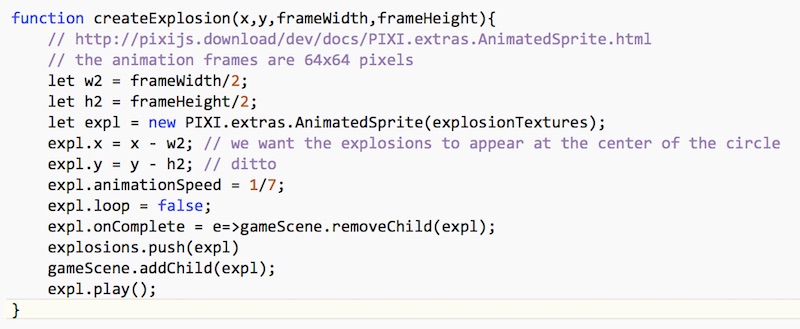 function createExplosion(x,y,frameWidth,frameHeight){
// http://pixijs.download/dev/docs/PIXI.extras.AnimatedSprite.html
// the animation frames are 64x64 pixels
let w2 = frameWidth/2;
let h2 = frameHeight/2;
let expl = new PIXI.extras.AnimatedSprite(explosionTextures);
expl.x = x - w2; // we want the explosions to appear at the center of the circle
expl.y = y - h2; // ditto
expl.animationSpeed = 1/7;
expl.loop = false;
expl.onComplete = e=>gameScene.removeChild(expl);
explosions.push(expl)
gameScene.addChild(expl);
expl.play();
}